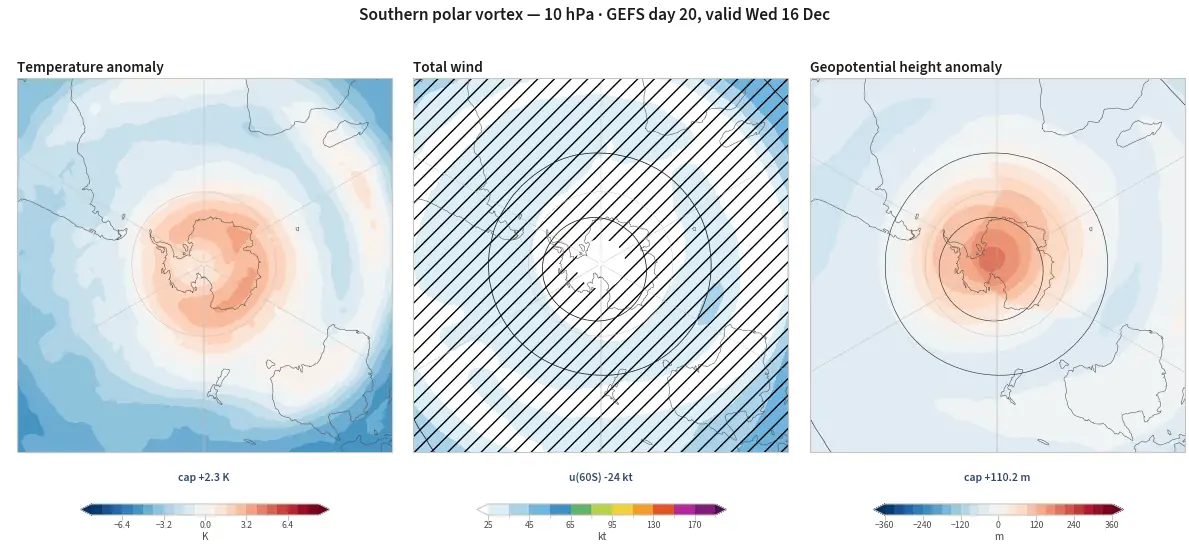 Southern polar vortex — 10 hPa · GEFS day 20, valid Wed 16 Dec
Temperature anomaly
Total wind
Geopotential height anomaly
cap +2.3 K
u(60S) -24 kt
cap +110.2 m
−6.4 −3.2 0.0 3.2 6.4
K
25 45 65 95 130 170
kt
−360 −240 −120 0 120 240 360
m